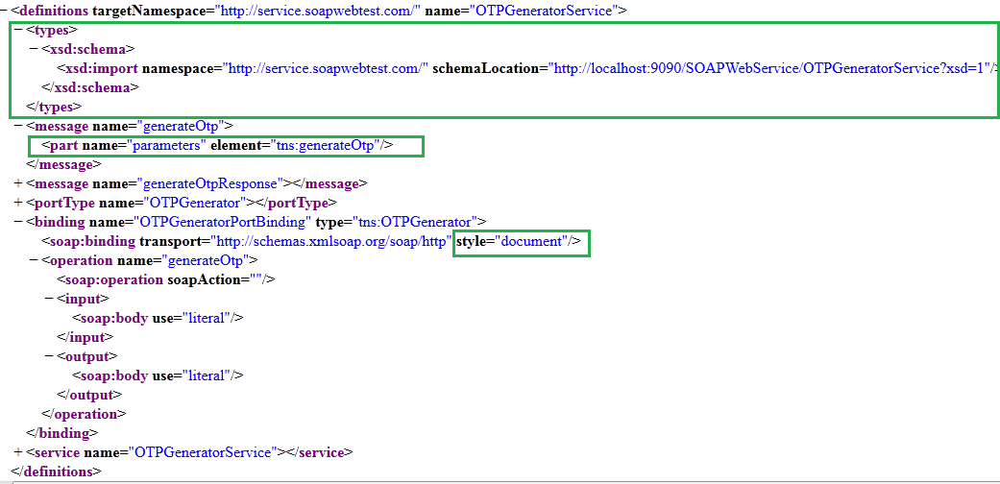 − <definitions targetNamespace="http://service.soapwebtest.com/" name="OTPGeneratorService">
− <types>
− <xsd:schema>
<xsd:import namespace="http://service.soapwebtest.com/" schemaLocation="http://localhost:9090/SOAPWebService/OTPGeneratorService?xsd=1"/>
</xsd:schema>
</types>
− <message name="generateOtp">
<part name="parameters" element="tns:generateOtp"/>
</message>
+ <message name="generateOtpResponse"></message>
+ <portType name="OTPGenerator"></portType>
− <binding name="OTPGeneratorPortBinding" type="tns:OTPGenerator">
<soap:binding transport="http://schemas.xmlsoap.org/soap/http" style="document"/>
− <operation name="generateOtp">
<soap:operation soapAction=""/>
− <input>
<soap:body use="literal"/>
</input>
− <output>
<soap:body use="literal"/>
</output>
</operation>
</binding>
+ <service name="OTPGeneratorService"></service>
</definitions>